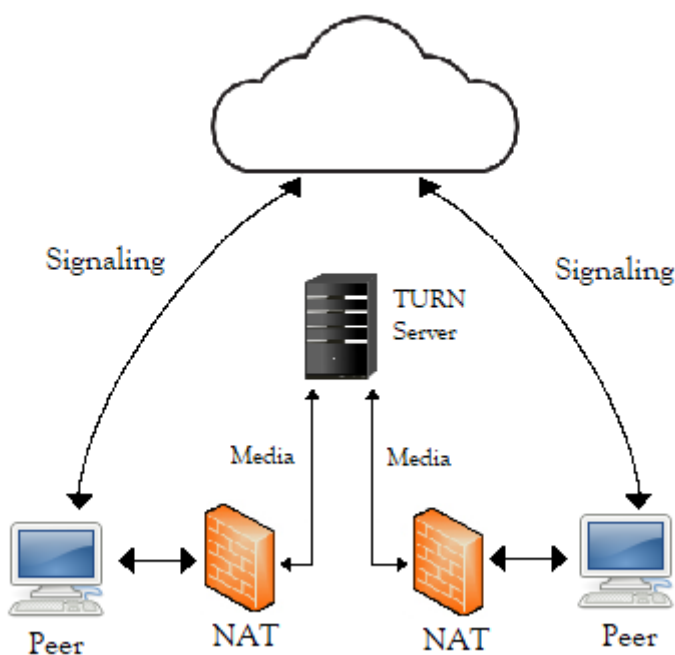 Signaling
Signaling
TURN
Server
Media
Media
Peer
NAT
NAT
Peer